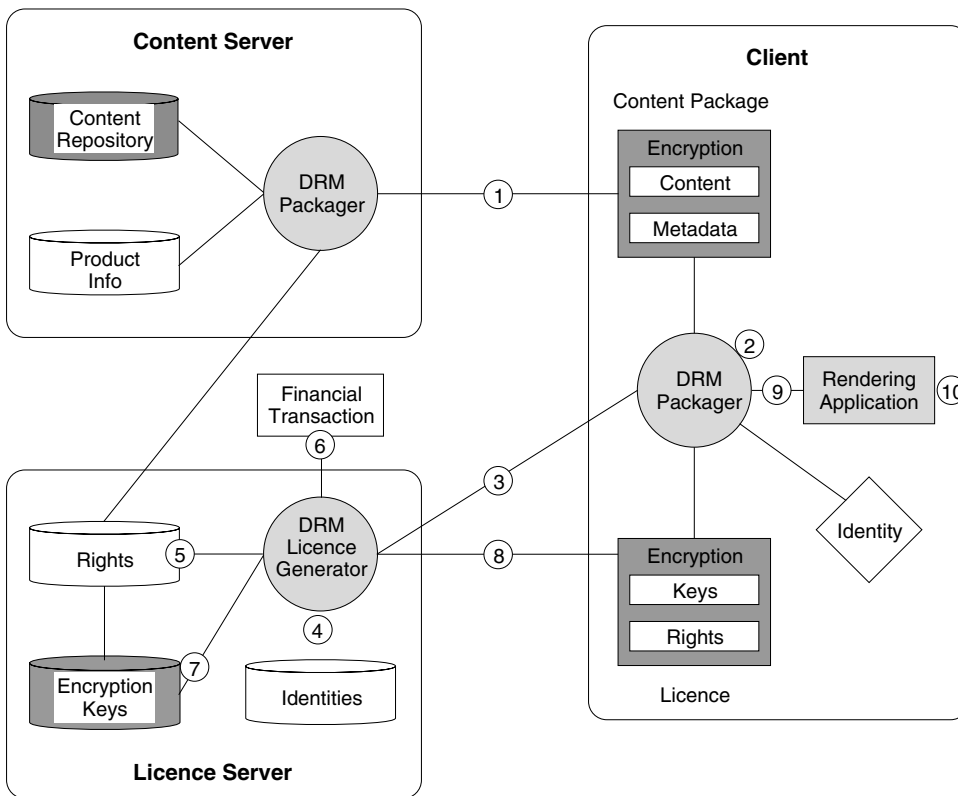 Content Server
Content
Repository
Product
Info
DRM
Packager
1
Client
Content Package
Encryption
Content
Metadata
2
DRM
Packager
9
Rendering
Application
10
Identity
Financial
Transaction
6
3
Rights
5
DRM
Licence
Generator
4
8
7
Encryption
Keys
Identities
Licence Server
Encryption
Keys
Rights
Licence